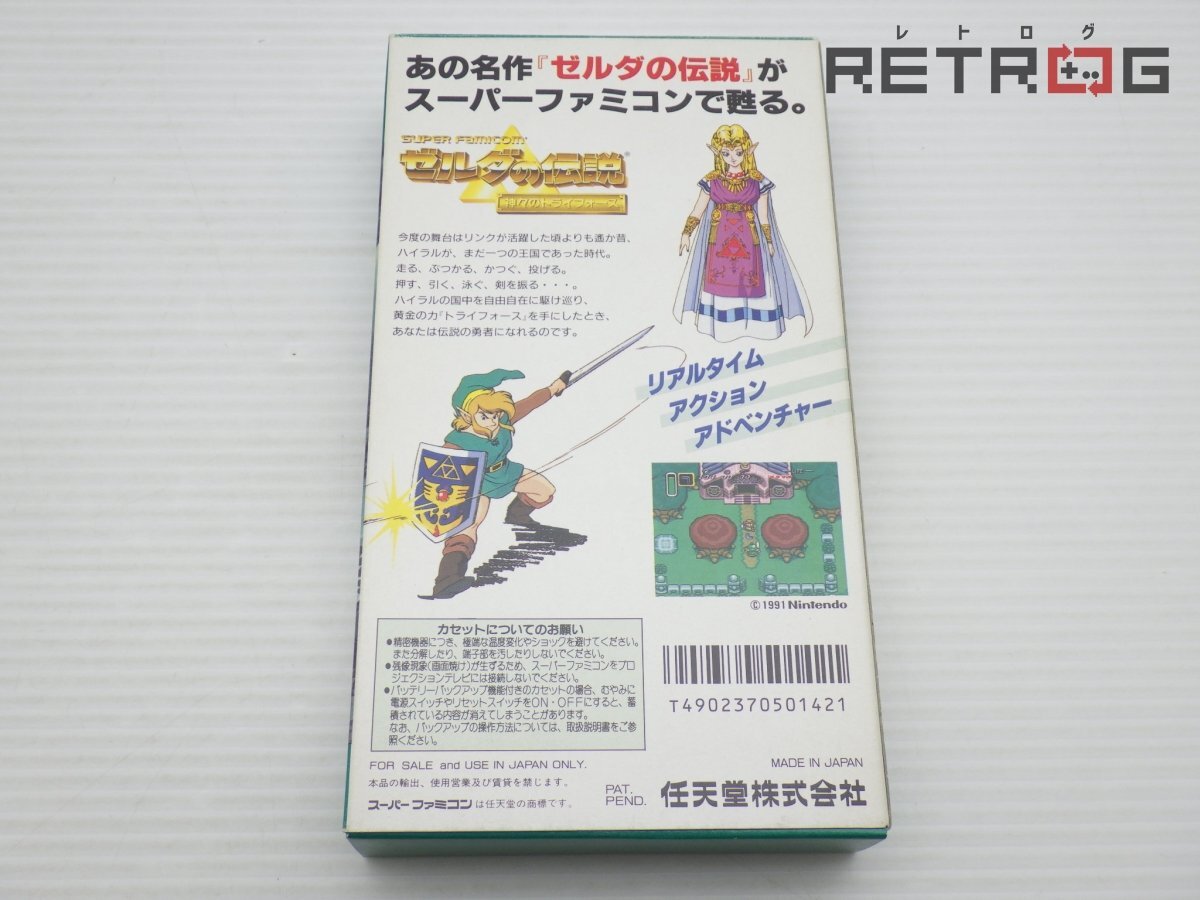 レトログ
RETROG
あの名作『ゼルダの伝説』が
スーパーファミコンで甦る。
SUPER FAMICOM
ゼルダの伝説®
神々のトライフォース
今度の舞台はリンクが活躍した頃よりも遙か昔、
ハイラルが、まだ一つの王国であった時代。
走る、ぶつかる、かつぐ、投げる。
押す、引く、泳ぐ、剣を振る・・・。
ハイラルの国中を自由自在に駆け巡り、
黄金の力『トライフォース』を手にしたとき、
あなたは伝説の勇者になれるのです。
リアルタイム
アクション
アドベンチャー
©1991 Nintendo
カセットについてのお願い
●精密機器につき、極端な温度変化やショックを避けてください。
また分解したり、端子部を汚したりしないでください。
●残像現象(画面焼け)が生ずるため、スーパーファミコンをプロ
ジェクションテレビには接続しないでください。
●バッテリーバックアップ機能付きのカセットの場合、むやみに
電源スイッチやリセットスイッチをON・OFFにすると、蓄
積されている内容が消えてしまうことがあります。
なお、バックアップの操作方法については、取扱説明書をご参
照ください。
T4902370501421
FOR SALE and USE IN JAPAN ONLY.
本品の輸出、使用営業及び賃貸を禁じます。
スーパーファミコンは任天堂の商標です。
MADE IN JAPAN
PAT.
PEND.
任天堂株式会社